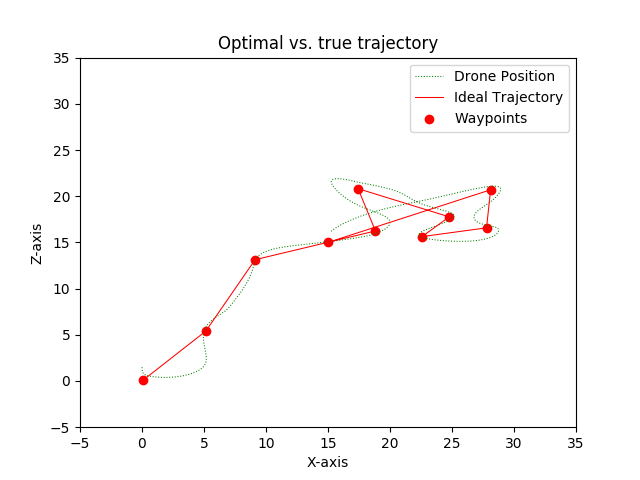 Optimal vs. true trajectory
Drone Position
Ideal Trajectory
Waypoints
35
30
25
20
15
10
5
0
−5
Z-axis
−5 0 5 10 15 20 25 30 35
X-axis